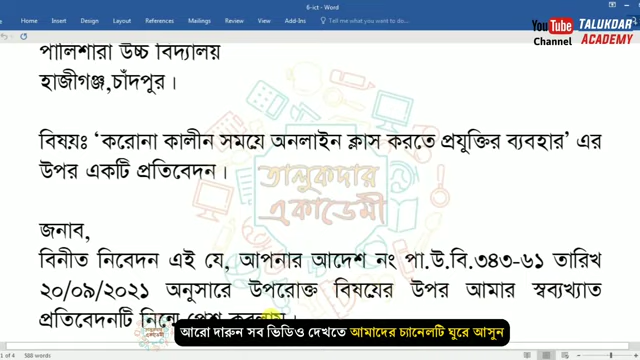 6-ict - Word
Home Insert Design Layout References Mailings Review View Add-Ins Tell me what you want to do...
YouTube Channel TALUKDAR ACADEMY
পালিশারা উচ্চ বিদ্যালয়
হাজীগঞ্জ,চাঁদপুর।
বিষয়ঃ ‘করোনা কালীন সময়ে অনলাইন ক্লাস করতে প্রযুক্তির ব্যবহার’ এর
উপর একটি প্রতিবেদন।
তালুকদার
একাডেমী
জনাব,
বিনীত নিবেদন এই যে, আপনার আদেশ নং পা.উ.বি.৩৪৩-৬১ তারিখ
২০/০৯/২০২১ অনুসারে উপরোক্ত বিষয়ের উপর আমার স্বব্যখ্যাত
প্রতিবেদনটি নিম্নে পেশ করলাম।
আরো দারুন সব ভিডিও দেখতে আমাদের চ্যানেলটি ঘুরে আসুন
of 4 588 words